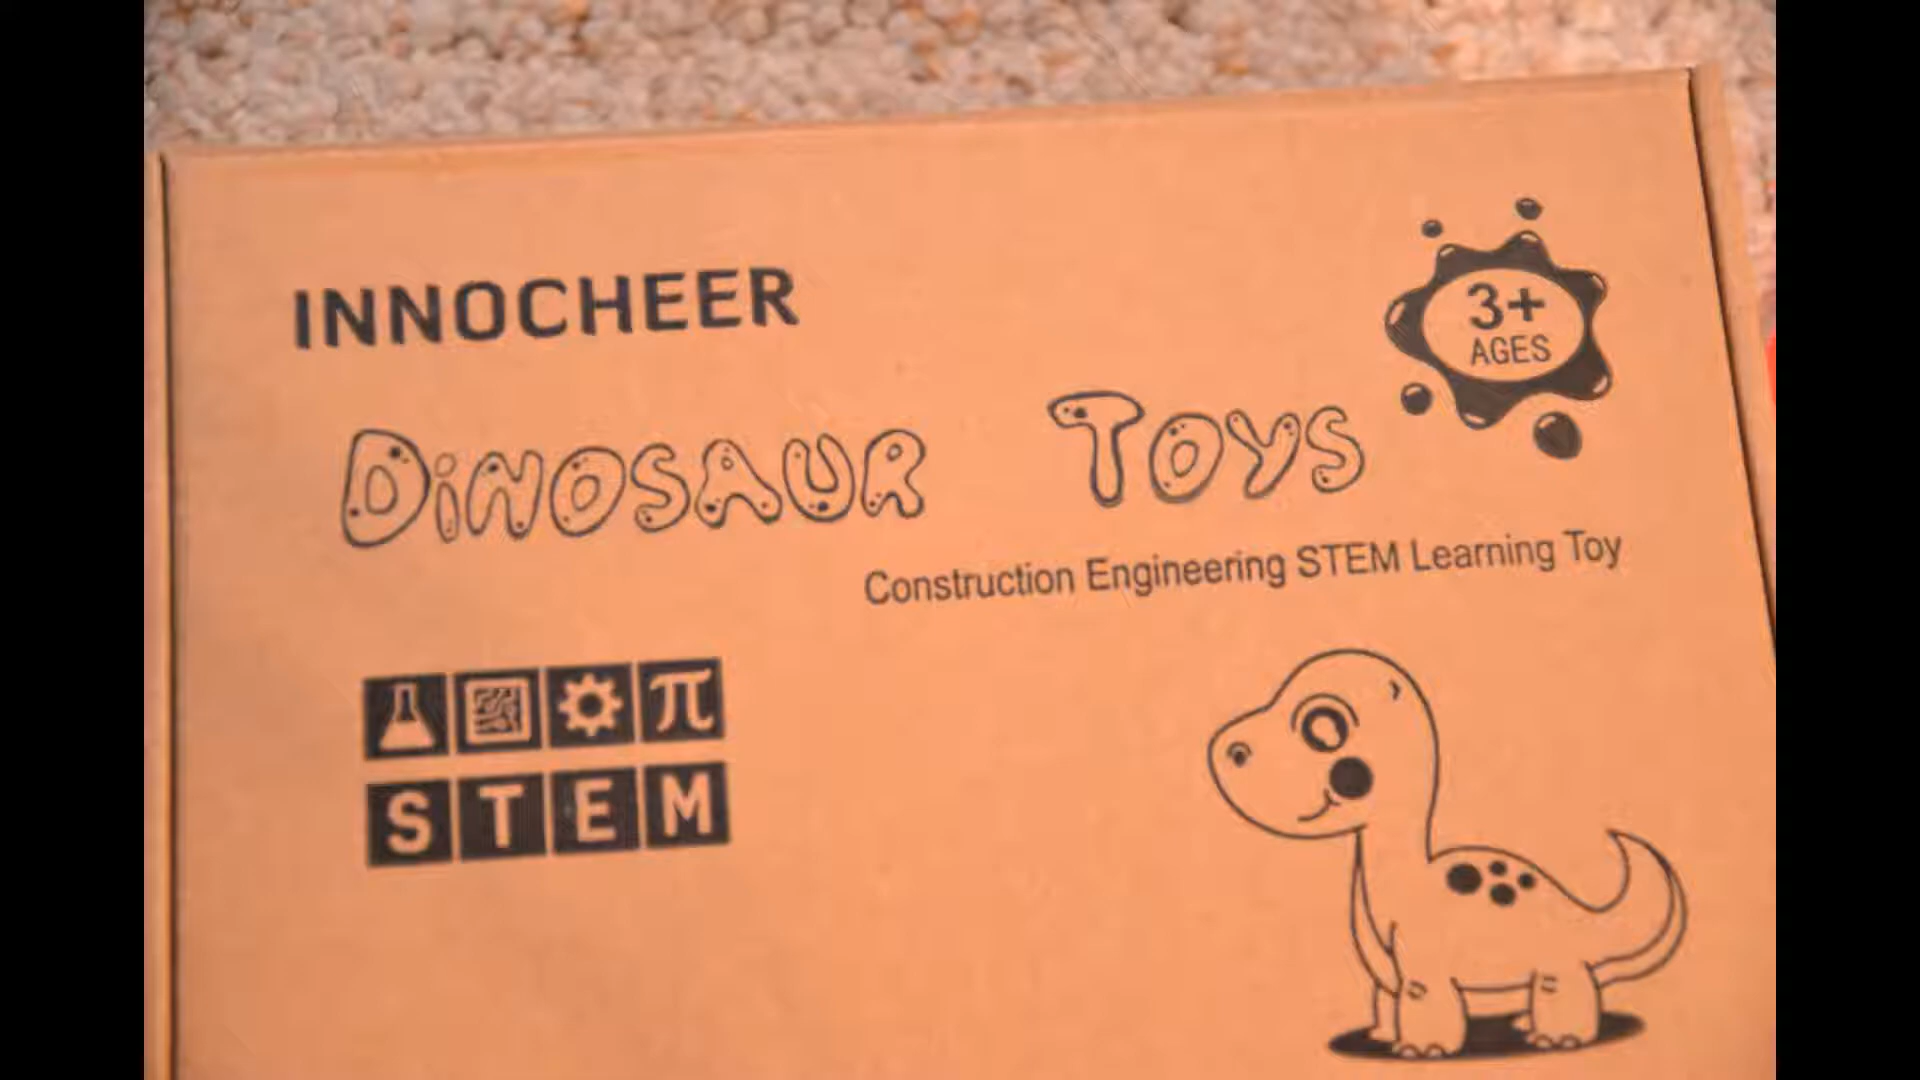 INNOCHEER
3+
AGES
DiNOSAUR TOYS
Construction Engineering STEM Learning Toy
π
STEM